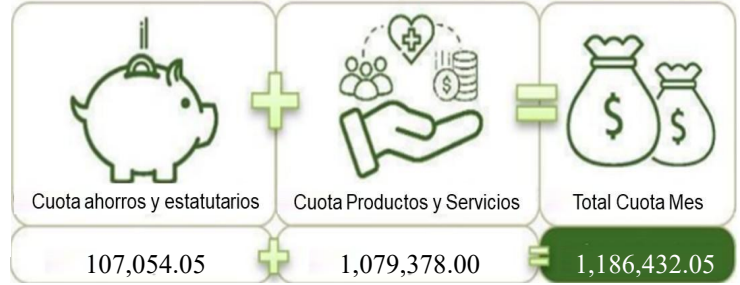 Cuota ahorros y estatutarios
Cuota Productos y Servicios
Total Cuota Mes
107,054.05
1,079,378.00
1,186,432.05